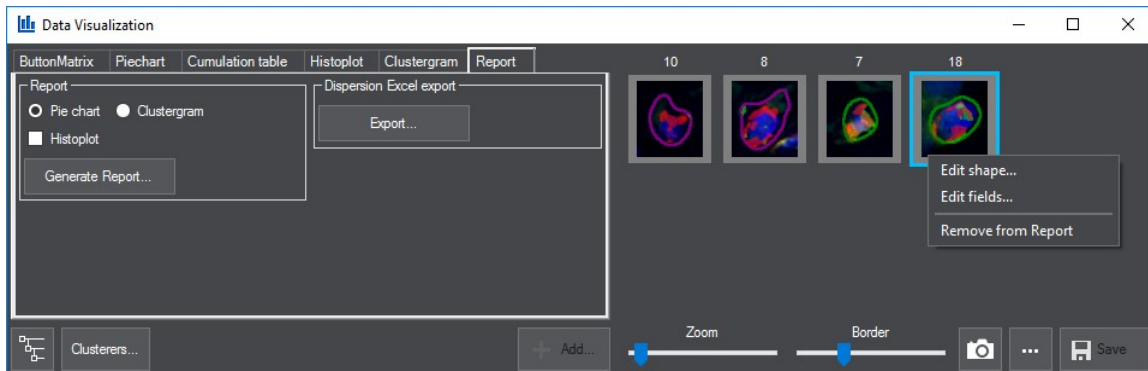 Data Visualization
ButtonMatrix Piechart Cumulation table Histoplot Clustergram Report
10 8 7 18
Report
Dispersion Excel export
Pie chart Clustergram
Export...
Histoplot
Generate Report...
Edit shape...
Edit fields...
Remove from Report
Clusterers...
+ Add...
Zoom
Border
...
Save